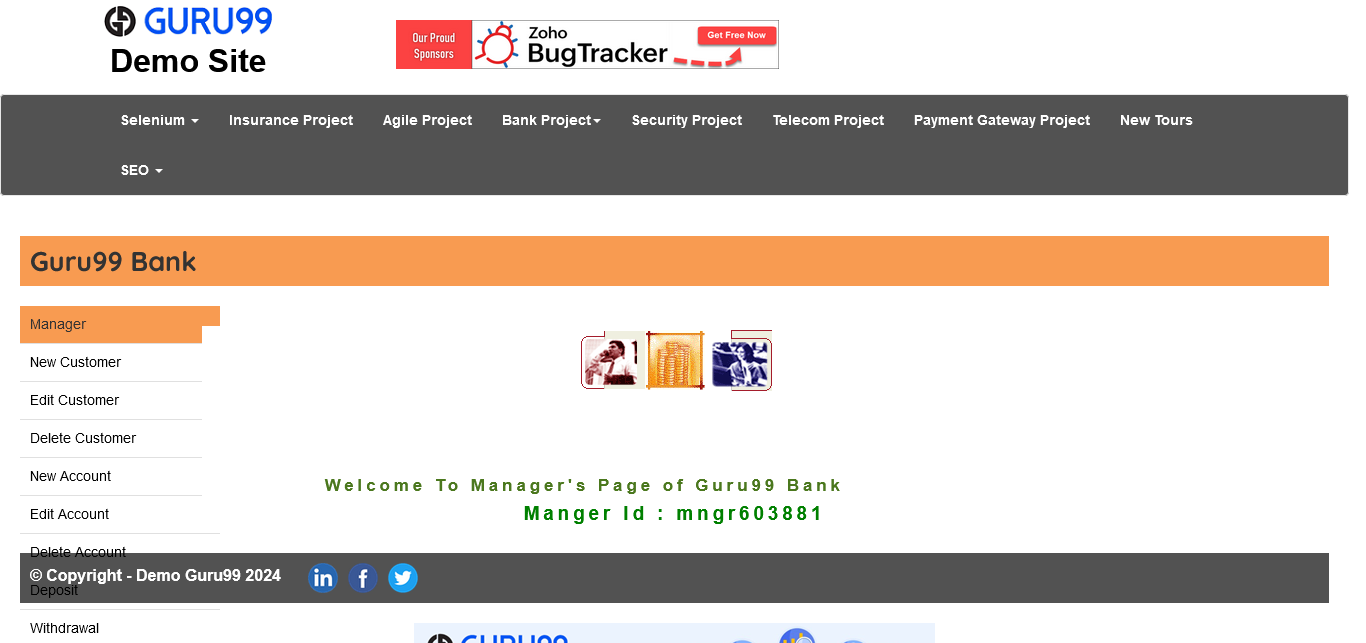 GURU99
Demo Site
Our Proud
Sponsors
Zoho
BugTracker
Get Free Now
Selenium
Insurance Project
Agile Project
Bank Project
Security Project
Telecom Project
Payment Gateway Project
New Tours
SEO
Guru99 Bank
Manager
New Customer
Edit Customer
Delete Customer
New Account
Edit Account
Delete Account
Deposit
Withdrawal
Welcome To Manager's Page of Guru99 Bank
Manger Id : mngr603881
© Copyright - Demo Guru99 2024
in
f
GURU99